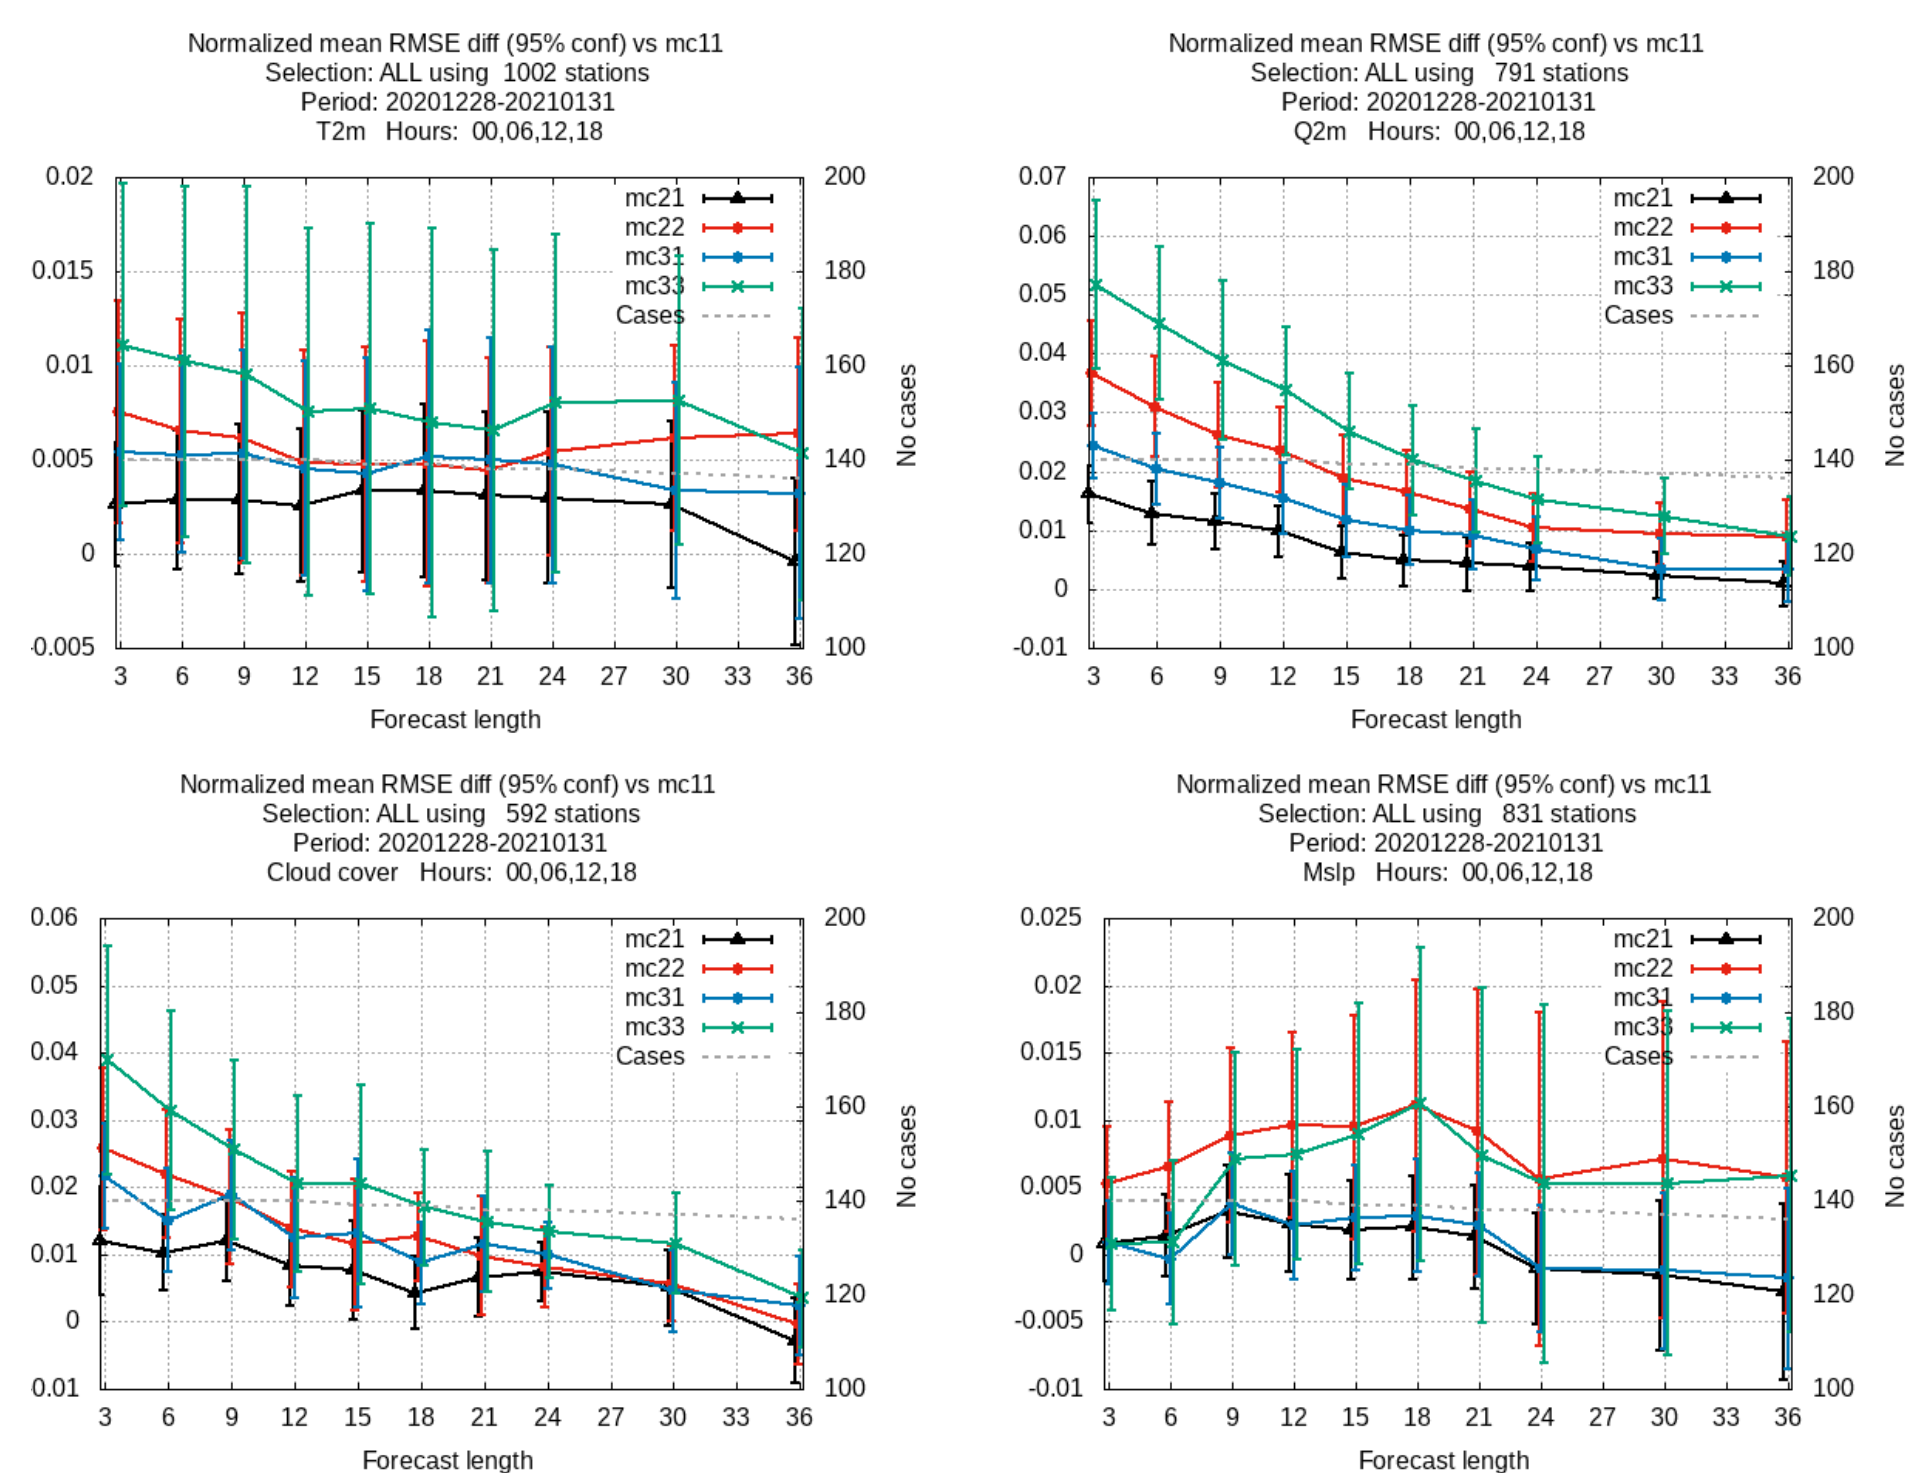 Normalized mean RMSE diff (95% conf) vs mc11
Selection: ALL using 1002 stations
Period: 20201228-20210131
T2m Hours: 00,06,12,18
0.02
0.015
0.01
0.005
0
-0.005
200
180
160
140
120
100
No cases
mc21
mc22
mc31
mc33
Cases
3 6 9 12 15 18 21 24 27 30 33 36
Forecast length
Normalized mean RMSE diff (95% conf) vs mc11
Selection: ALL using 791 stations
Period: 20201228-20210131
Q2m Hours: 00,06,12,18
0.07
0.06
0.05
0.04
0.03
0.02
0.01
0
-0.01
200
180
160
140
120
100
No cases
mc21
mc22
mc31
mc33
Cases
3 6 9 12 15 18 21 24 27 30 33 36
Forecast length
Normalized mean RMSE diff (95% conf) vs mc11
Selection: ALL using 592 stations
Period: 20201228-20210131
Cloud cover Hours: 00,06,12,18
0.06
0.05
0.04
0.03
0.02
0.01
0
0.01
200
180
160
140
120
100
No cases
mc21
mc22
mc31
mc33
Cases
3 6 9 12 15 18 21 24 27 30 33 36
Forecast length
Normalized mean RMSE diff (95% conf) vs mc11
Selection: ALL using 831 stations
Period: 20201228-20210131
Mslp Hours: 00,06,12,18
0.025
0.02
0.015
0.01
0.005
0
-0.005
-0.01
200
180
160
140
120
100
No cases
mc21
mc22
mc31
mc33
Cases
3 6 9 12 15 18 21 24 27 30 33 36
Forecast length